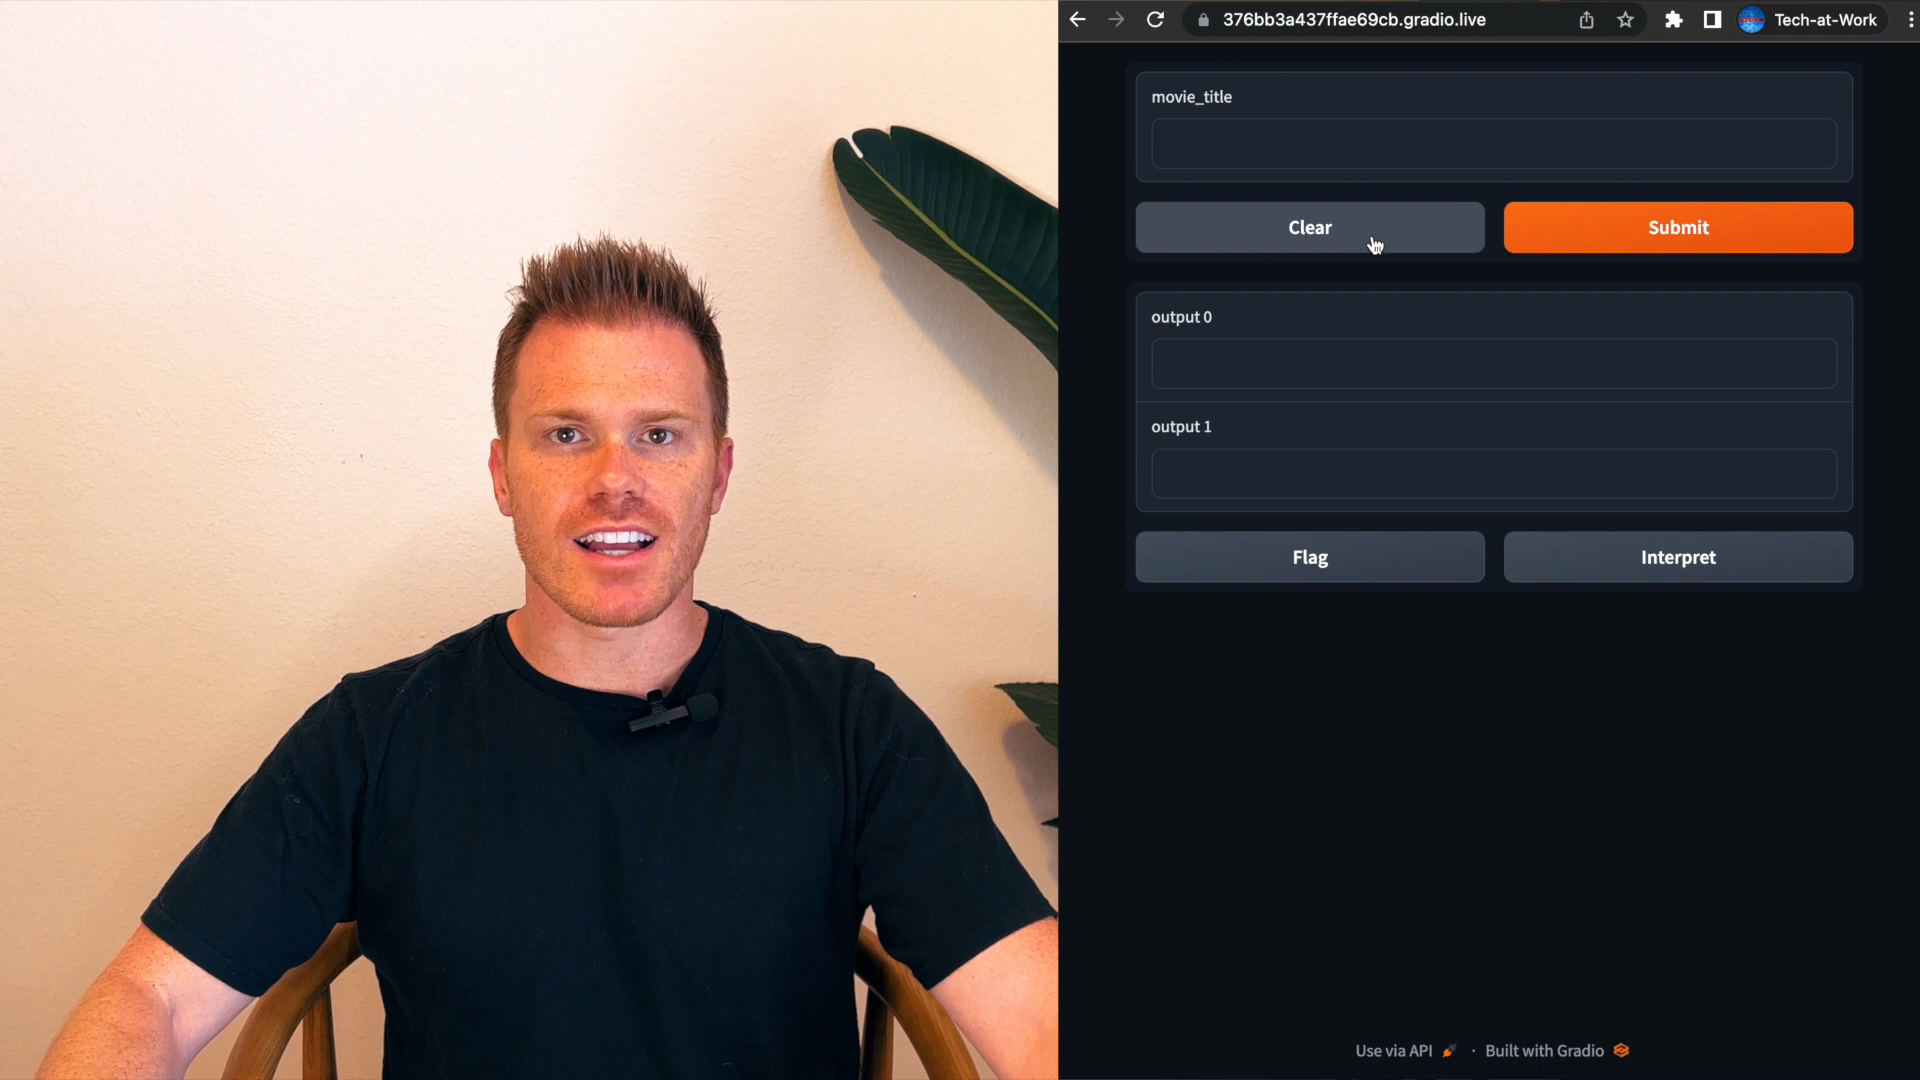 376bb3a437ffae69cb.gradio.live
Tech-at-Work
movie_title
Clear
Submit
output 0
output 1
Flag
Interpret
Use via API · Built with Gradio